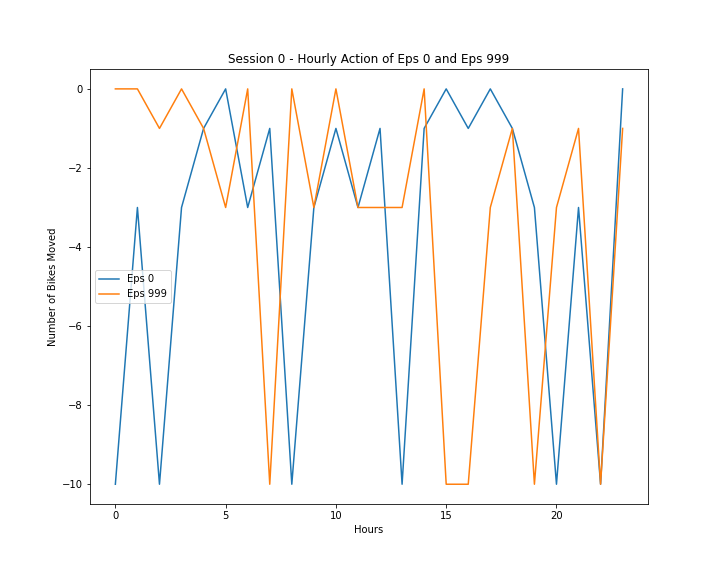 Session 0 - Hourly Action of Eps 0 and Eps 999
Number of Bikes Moved
0
−2
−4
−6
−8
−10
Eps 0
Eps 999
0 5 10 15 20
Hours